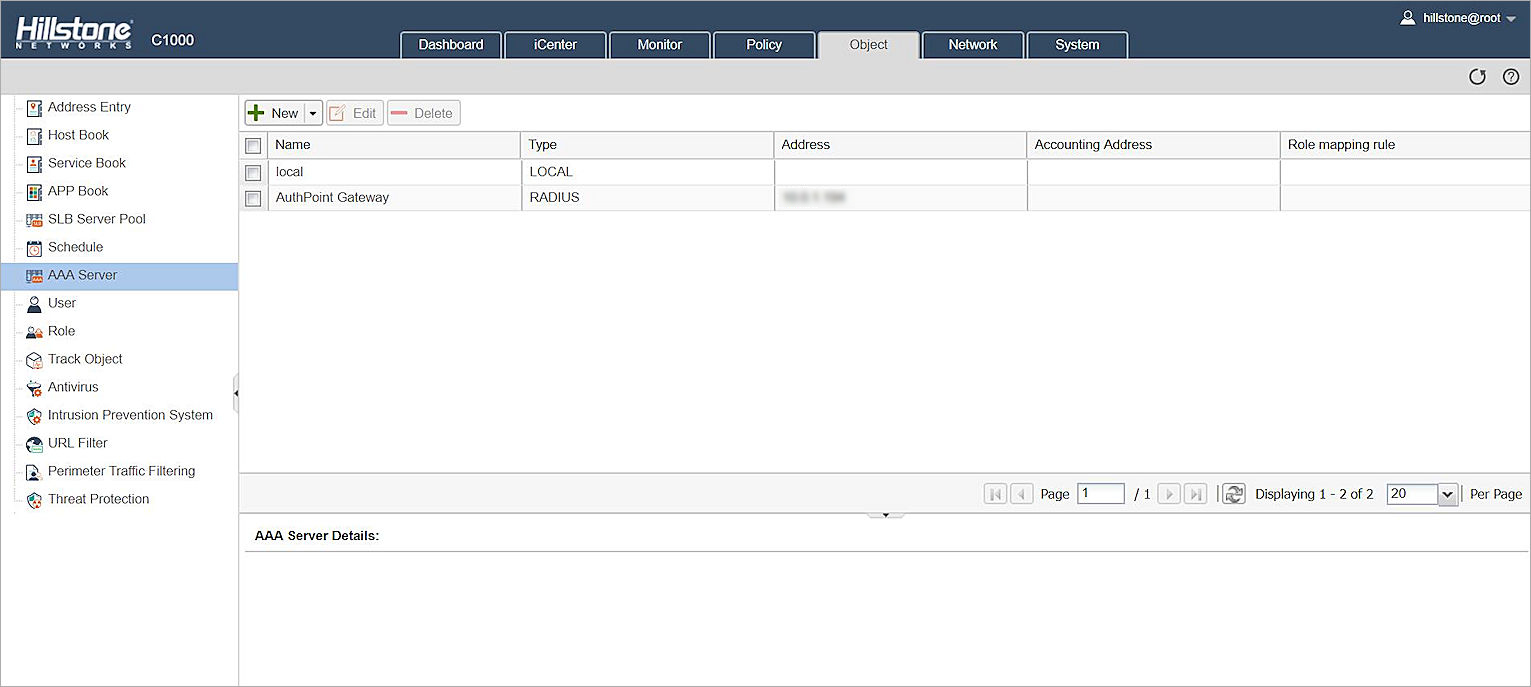 Hillstone
NETWORKS
C1000
hillstone@root
Dashboard
iCenter
Monitor
Policy
Object
Network
System
Address Entry
Host Book
Service Book
APP Book
SLB Server Pool
Schedule
AAA Server
User
Role
Track Object
Antivirus
Intrusion Prevention System
URL Filter
Perimeter Traffic Filtering
Threat Protection
New
Edit
Delete
Name Type Address Accounting Address Role mapping rule
local LOCAL
AuthPoint Gateway RADIUS
Page 1 / 1 Displaying 1 - 2 of 2 20 Per Page
AAA Server Details: